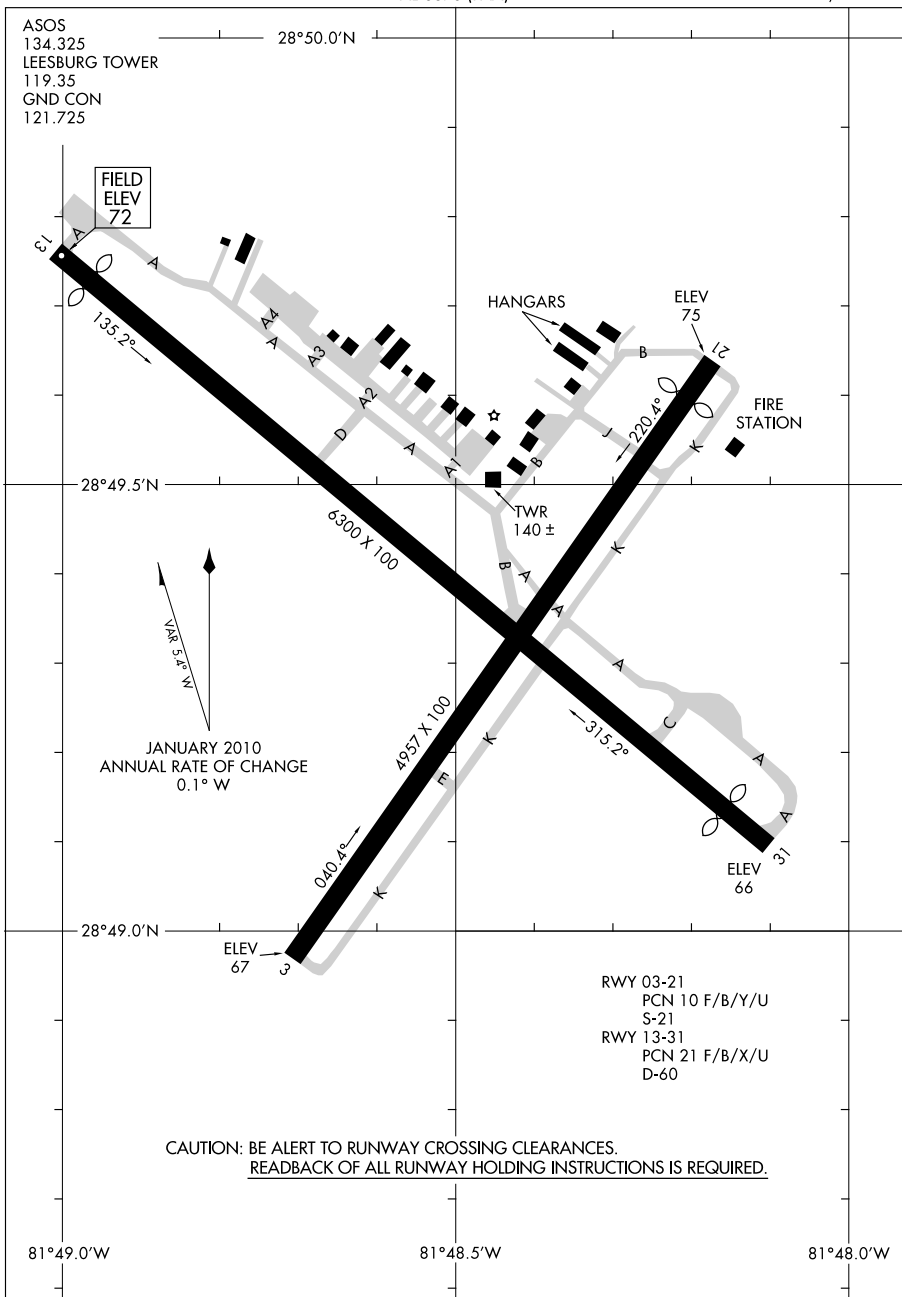 ASOS
134.325
LEESBURG TOWER
119.35
GND CON
121.725
28°50.0'N
FIELD
ELEV
72
13
A
A
A4
A
A3
A2
D
A
A1
HANGARS
ELEV
75
21
B
J
220.4°
K
FIRE
STATION
B
135.2°
28°49.5'N
TWR
140 ±
6300 X 100
K
B
A
A
A
C
A
A
VAR 5.4° W
JANUARY 2010
ANNUAL RATE OF CHANGE
0.1° W
4957 X 100
K
E
315.2°
31
ELEV
66
040.4°
K
28°49.0'N
ELEV
67
3
RWY 03-21
PCN 10 F/B/Y/U
S-21
RWY 13-31
PCN 21 F/B/X/U
D-60
CAUTION: BE ALERT TO RUNWAY CROSSING CLEARANCES.
READBACK OF ALL RUNWAY HOLDING INSTRUCTIONS IS REQUIRED.
81°49.0'W
81°48.5'W
81°48.0'W